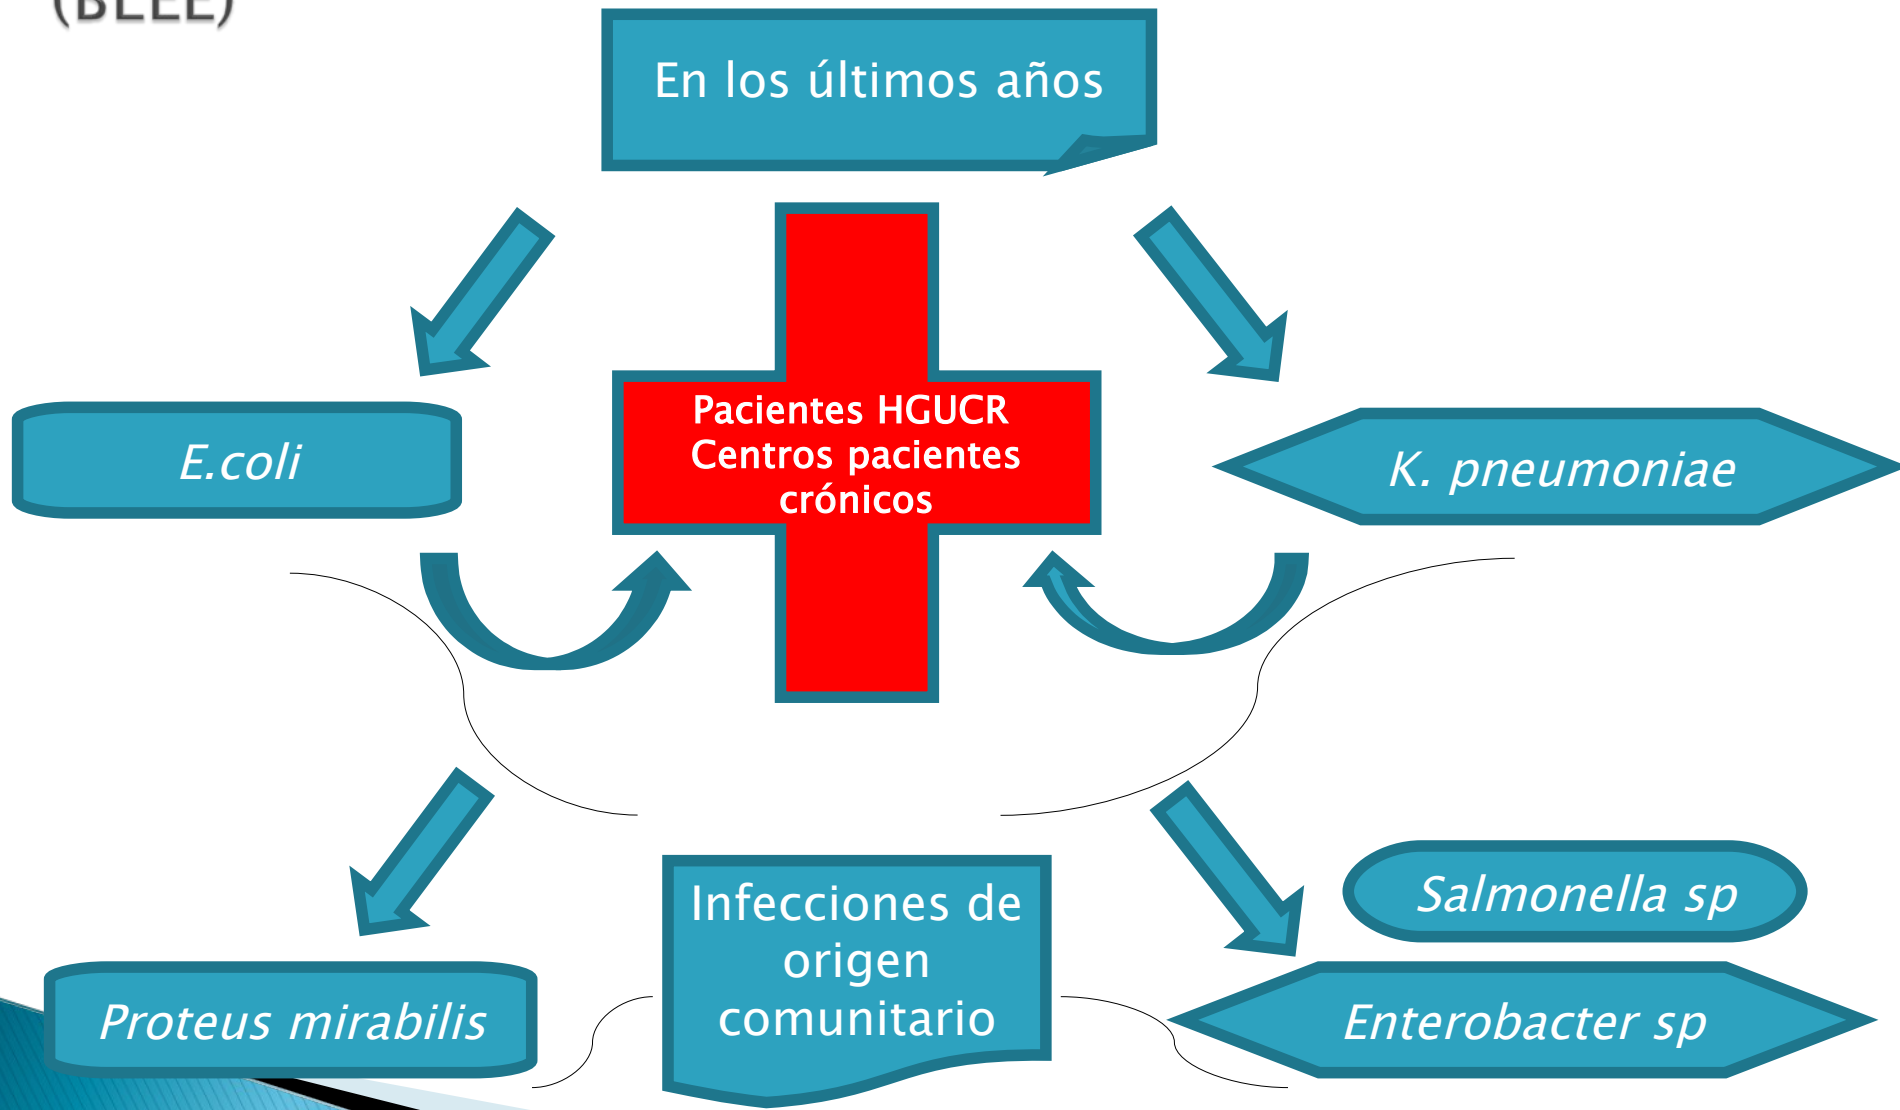 (BLEE)
En los últimos años
Pacientes HGUCR
Centros pacientes
crónicos
E.coli
K. pneumoniae
Infecciones de
origen
comunitario
Salmonella sp
Proteus mirabilis
Enterobacter sp